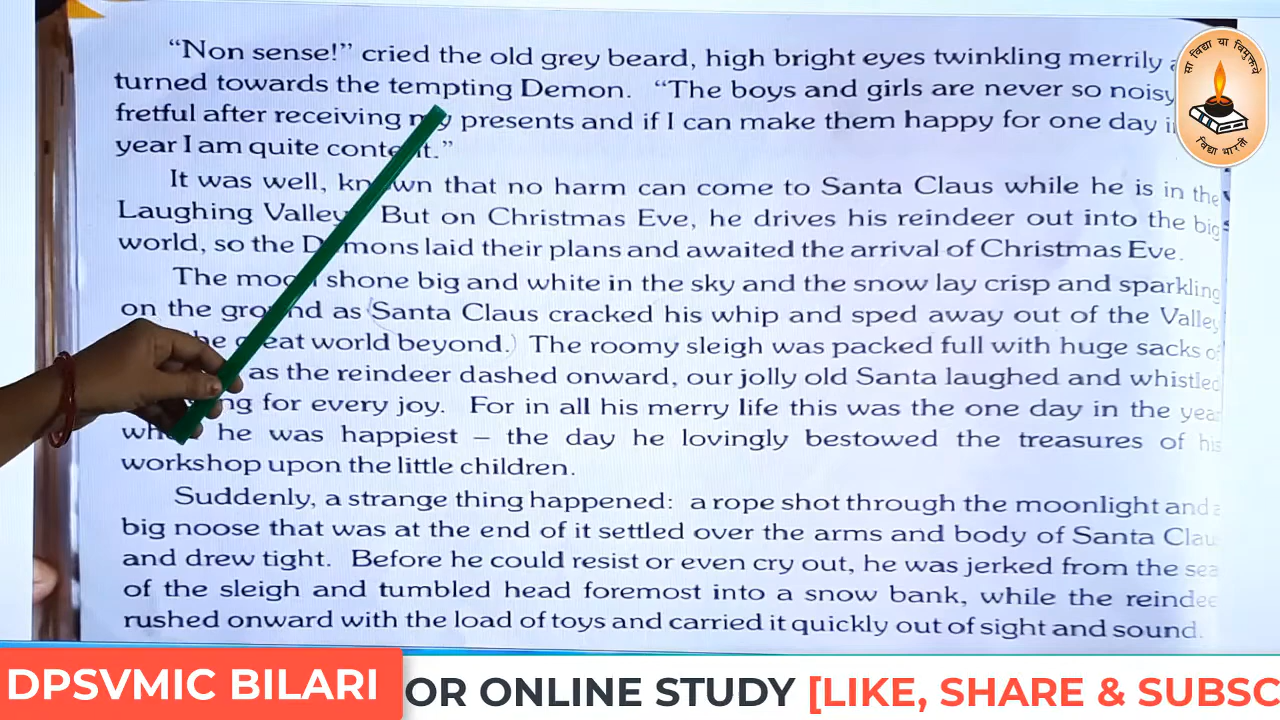 “Non sense!” cried the old grey beard, high bright eyes twinkling merrily
turned towards the tempting Demon. “The boys and girls are never so noisy
fretful after receiving my presents and if I can make them happy for one day
year I am quite content.”
It was well, known that no harm can come to Santa Claus while he is in the
Laughing Valley. But on Christmas Eve, he drives his reindeer out into the big
world, so the Demons laid their plans and awaited the arrival of Christmas Eve.
The moon shone big and white in the sky and the snow lay crisp and sparkling
on the ground as Santa Claus cracked his whip and sped away out of the Valley
great world beyond. The roomy sleigh was packed full with huge sacks
as the reindeer dashed onward, our jolly old Santa laughed and whistled
for every joy. For in all his merry life this was the one day in the year
when he was happiest – the day he lovingly bestowed the treasures of his
workshop upon the little children.
Suddenly, a strange thing happened: a rope shot through the moonlight and a
big noose that was at the end of it settled over the arms and body of Santa Clau
and drew tight. Before he could resist or even cry out, he was jerked from the sea
of the sleigh and tumbled head foremost into a snow bank, while the reindee
rushed onward with the load of toys and carried it quickly out of sight and sound.
सा विद्या या विमुक्तये
विद्या भारती
DPSVMIC BILARI
OR ONLINE STUDY [LIKE, SHARE & SUBSC